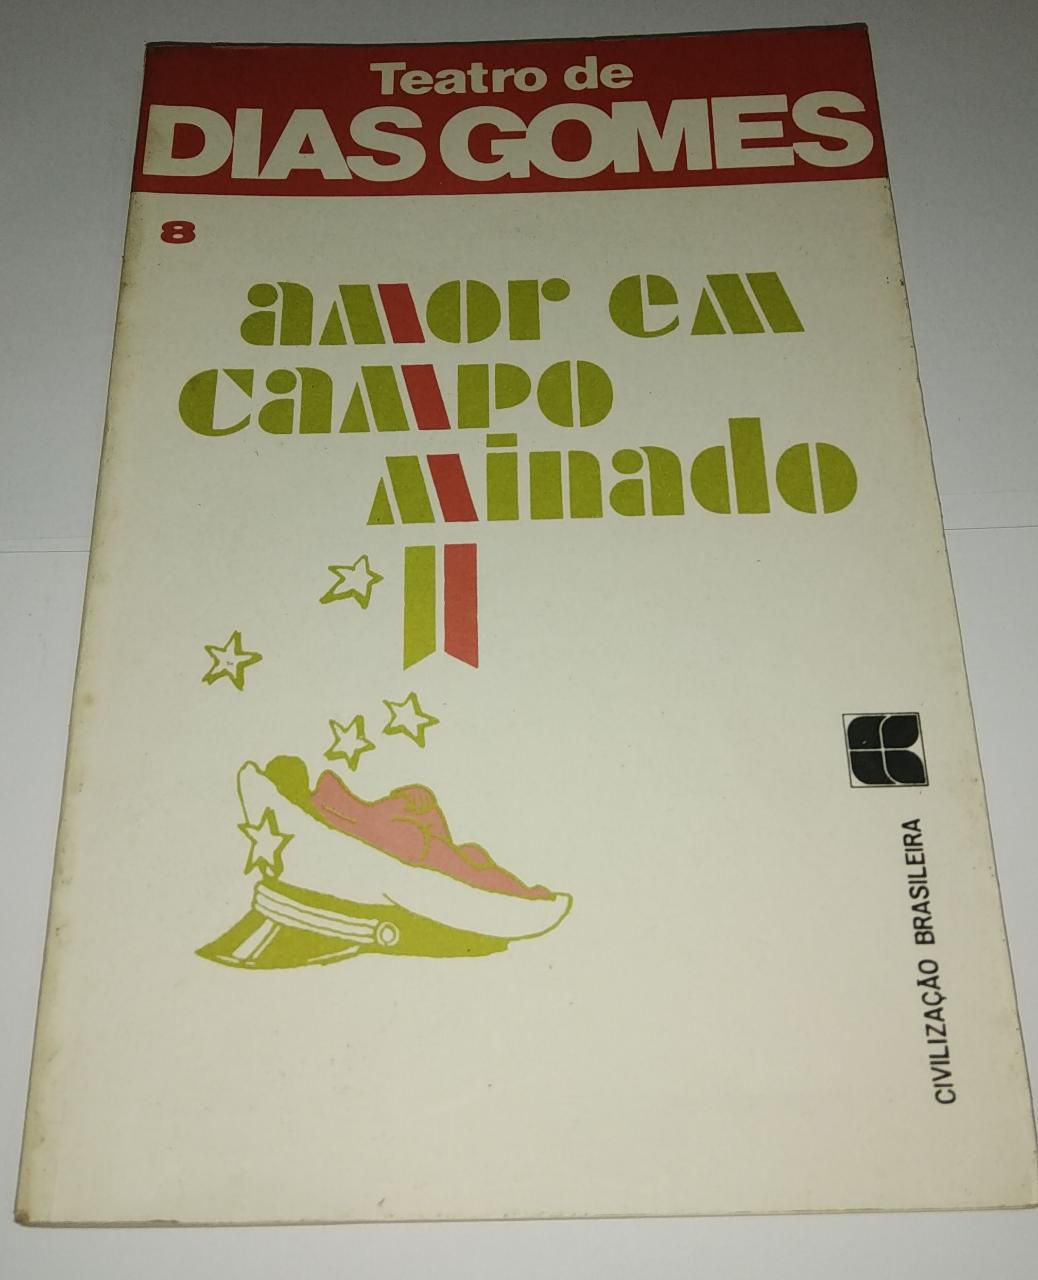 Teatro de
DIAS GOMES
8
amor em
campo
minado
CIVILIZAÇÃO BRASILEIRA